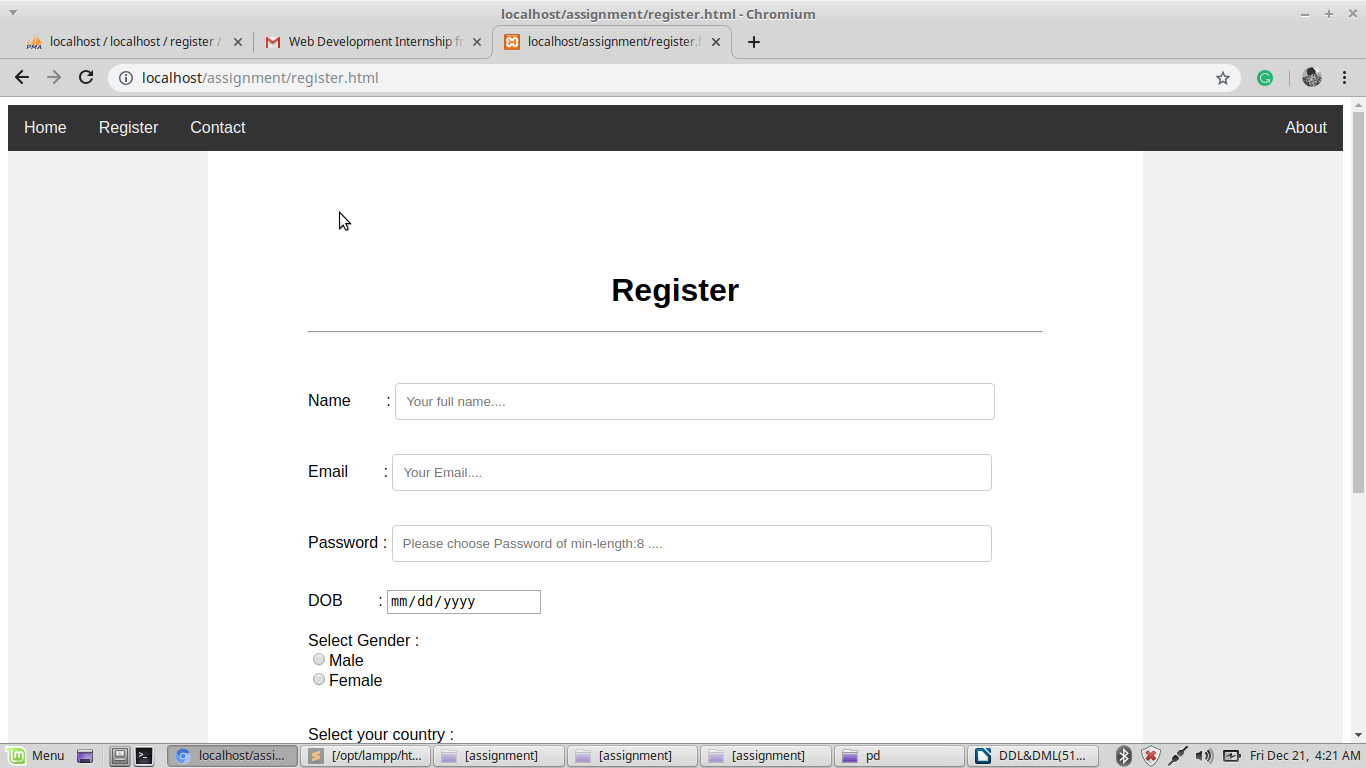 localhost/assignment/register.html - Chromium
PMA localhost / localhost / register / Web Development Internship f localhost/assignment/register.h
localhost/assignment/register.html
Home Register Contact About
Register
Name : Your full name....
Email : Your Email....
Password : Please choose Password of min-length:8 ....
DOB : mm/dd/yyyy
Select Gender :
Male
Female
Select your country :
Menu localhost/assi... [/opt/lampp/ht... [assignment] [assignment] [assignment] pd DDL&DML(51... Fri Dec 21, 4:21 AM